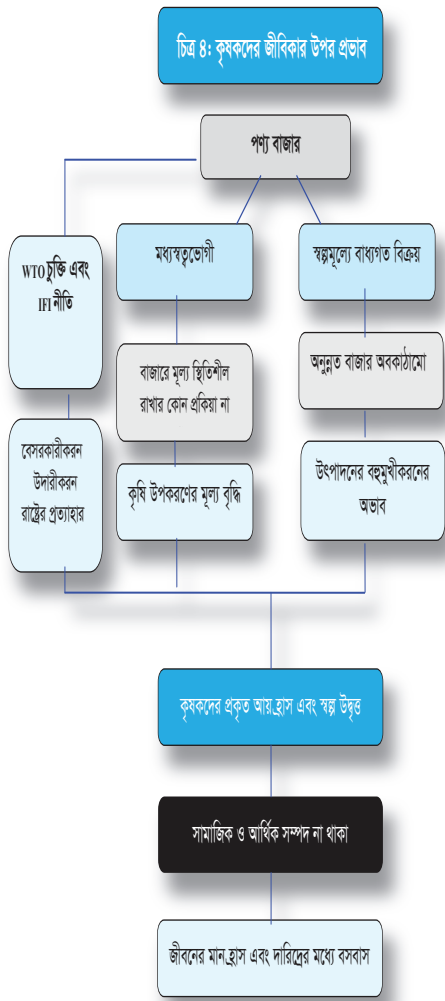 চিত্র ৪: কৃষকদের জীবিকার উপর প্রভাব
পণ্য বাজার
WTO চুক্তি এবং
IFI নীতি
মধ্যস্বত্বভোগী
স্বল্পমূল্যে বাধ্যগত বিক্রয়
বাজারে মূল্য স্থিতিশীল
রাখার কোন প্রকিয়া না
অনুন্নত বাজার অবকাঠামো
বেসরকারীকরন
উদারীকরন
রাষ্ট্রের প্রত্যাহার
কৃষি উপকরণের মূল্য বৃদ্ধি
উৎপাদনের বহুমুখীকরনের
অভাব
কৃষকদের প্রকৃত আয় হ্রাস এবং স্বল্প উদ্বৃত্ত
সামাজিক ও আর্থিক সম্পদ না থাকা
জীবনের মান হ্রাস এবং দারিদ্রের মধ্যে বসবাস